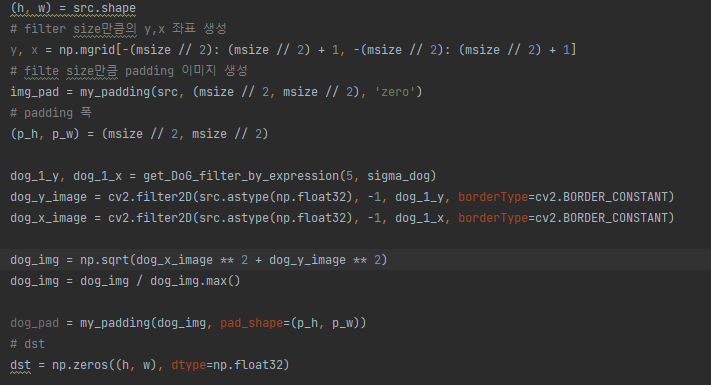 (h, w) = src.shape
# filter size만큼의 y,x 좌표 생성
y, x = np.mgrid[-(msize // 2): (msize // 2) + 1, -(msize // 2): (msize // 2) + 1]
# filte size만큼 padding 이미지 생성
img_pad = my_padding(src, (msize // 2, msize // 2), 'zero')
# padding 폭
(p_h, p_w) = (msize // 2, msize // 2)
dog_1_y, dog_1_x = get_DoG_filter_by_expression(5, sigma_dog)
dog_y_image = cv2.filter2D(src.astype(np.float32), -1, dog_1_y, borderType=cv2.BORDER_CONSTANT)
dog_x_image = cv2.filter2D(src.astype(np.float32), -1, dog_1_x, borderType=cv2.BORDER_CONSTANT)
dog_img = np.sqrt(dog_x_image ** 2 + dog_y_image ** 2)
dog_img = dog_img / dog_img.max()
dog_pad = my_padding(dog_img, pad_shape=(p_h, p_w))
# dst
dst = np.zeros((h, w), dtype=np.float32)